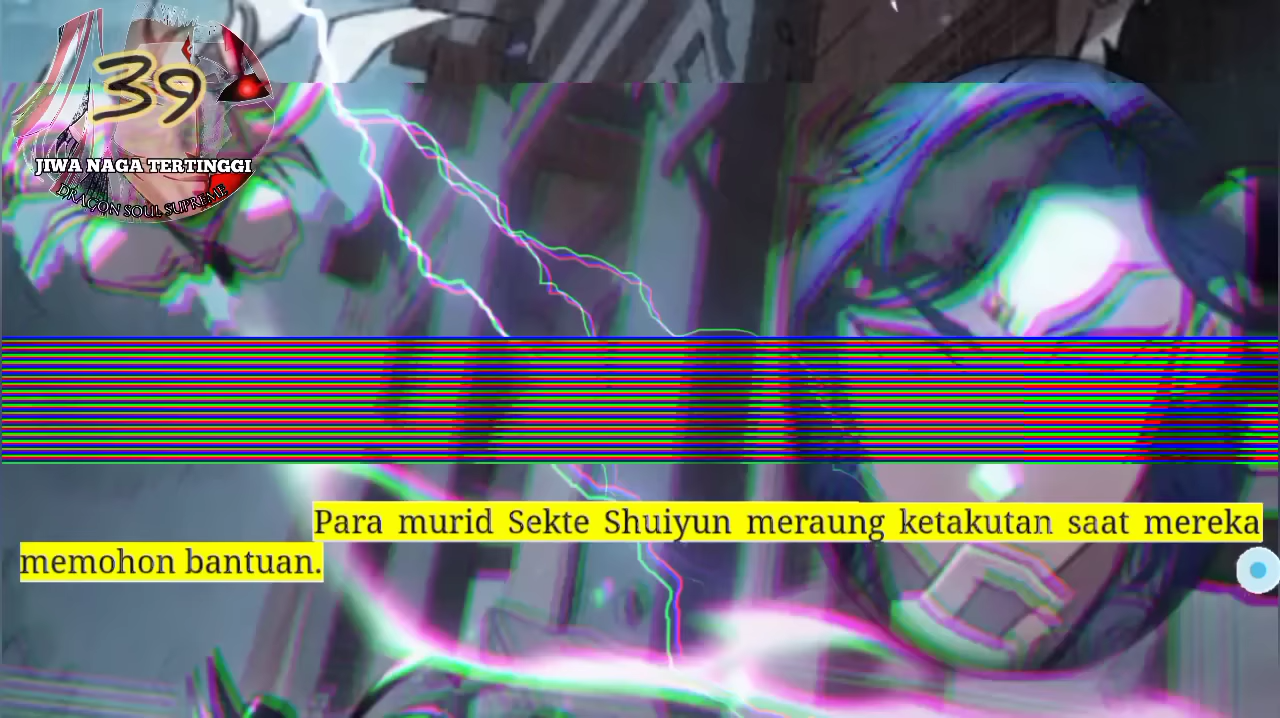 39
JIWA NAGA TERTINGGI
DRAGON SOUL SUPREME
Para murid Sekte Shuiyun meraung ketakutan saat mereka
memohon bantuan.